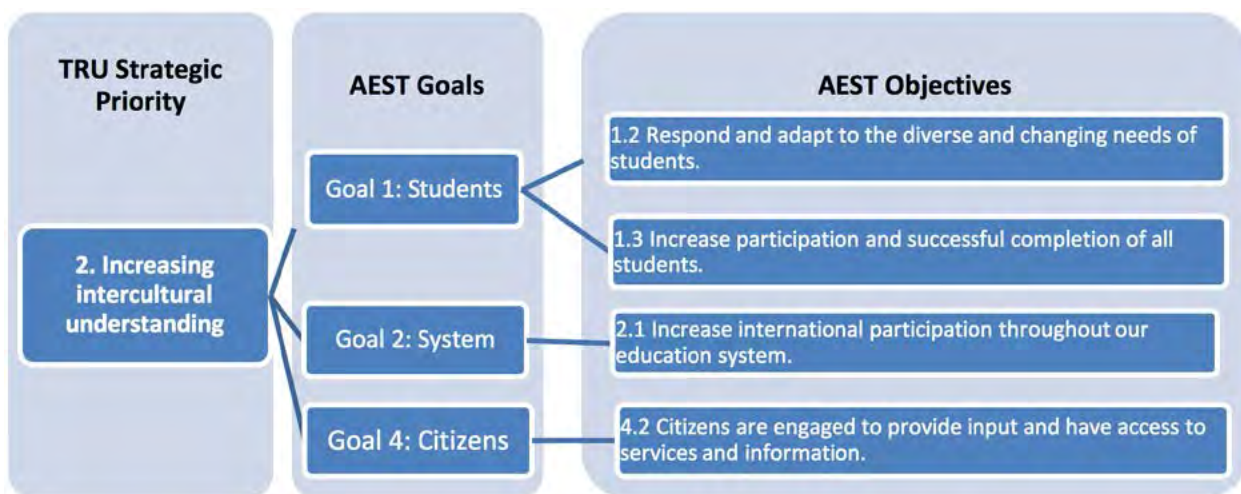 TRU Strategic
Priority
AEST Goals
AEST Objectives
2. Increasing
intercultural
understanding
Goal 1: Students
1.2 Respond and adapt to the diverse and changing needs of
students.
1.3 Increase participation and successful completion of all
students.
Goal 2: System
2.1 Increase international participation throughout our
education system.
Goal 4: Citizens
4.2 Citizens are engaged to provide input and have access to
services and information.